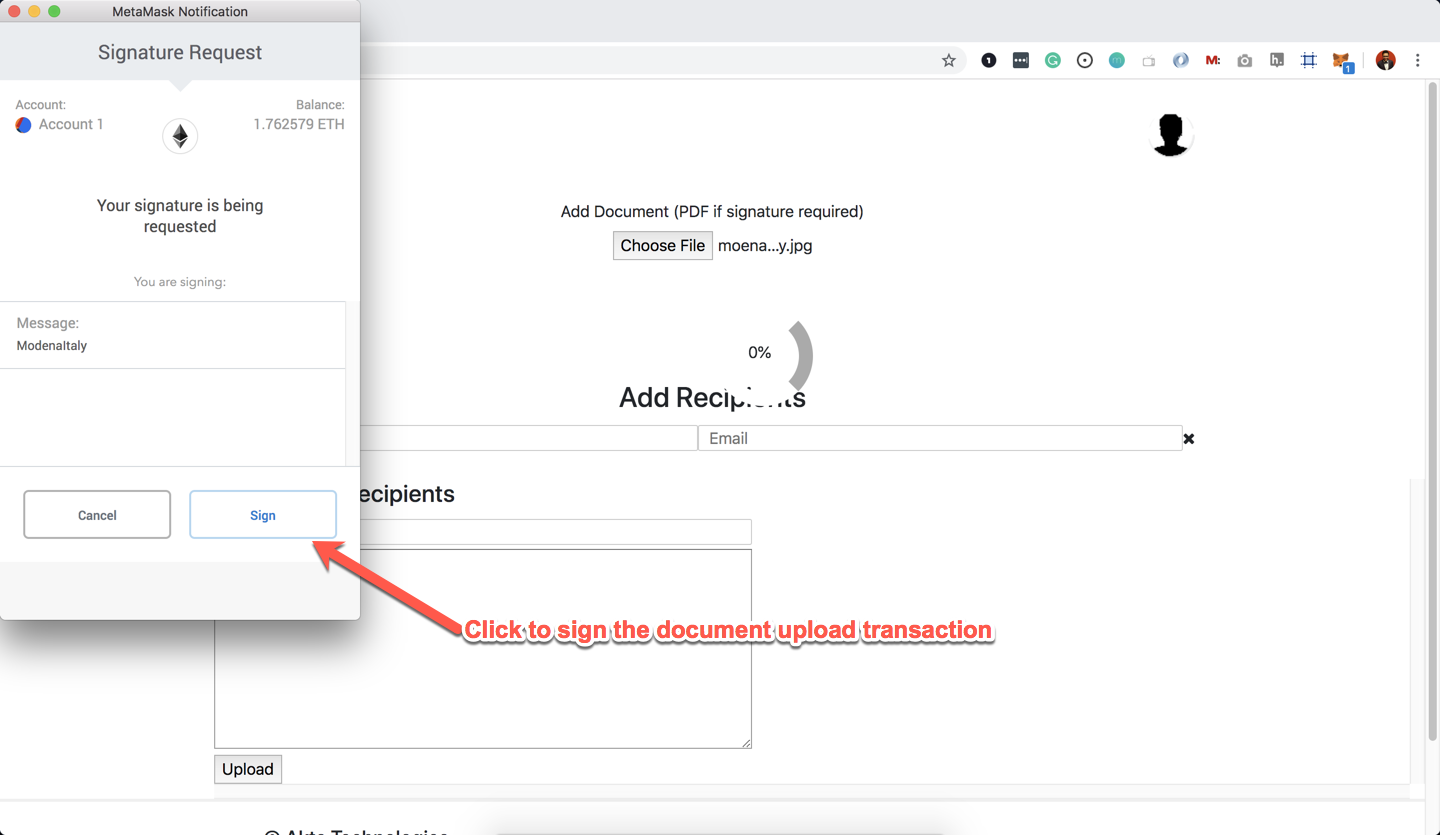 MetaMask Notification
Signature Request
Account:
Balance:
Account 1
1.762579 ETH
Your signature is being
requested
You are signing:
Message:
ModenaItaly
Cancel
Sign
1
M:
h.
1
Add Document (PDF if signature required)
Choose File moena...y.jpg
0%
Add Recipients
Email
ecipients
Click to sign the document upload transaction
Upload